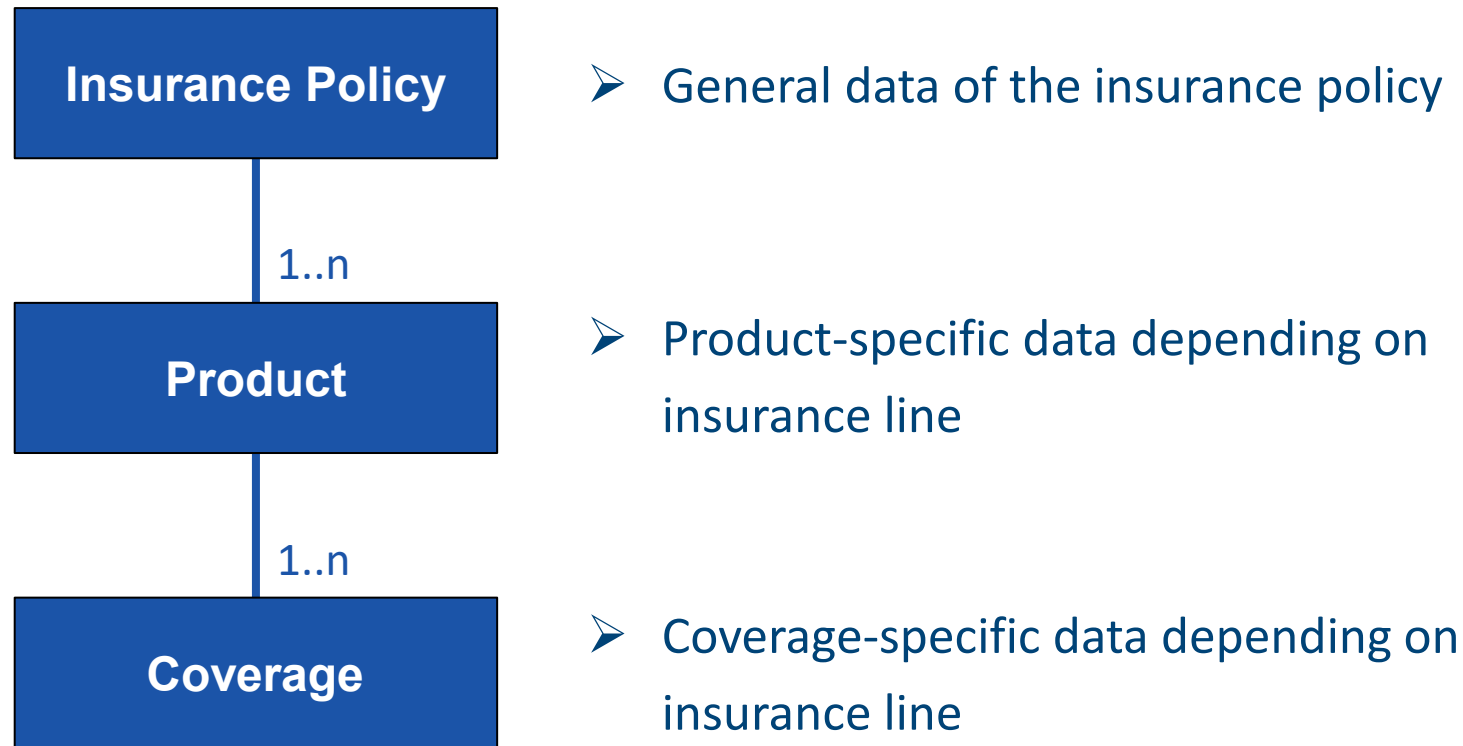 Insurance Policy
➢ General data of the insurance policy
1..n
Product
➢ Product-specific data depending on
insurance line
1..n
Coverage
➢ Coverage-specific data depending on
insurance line